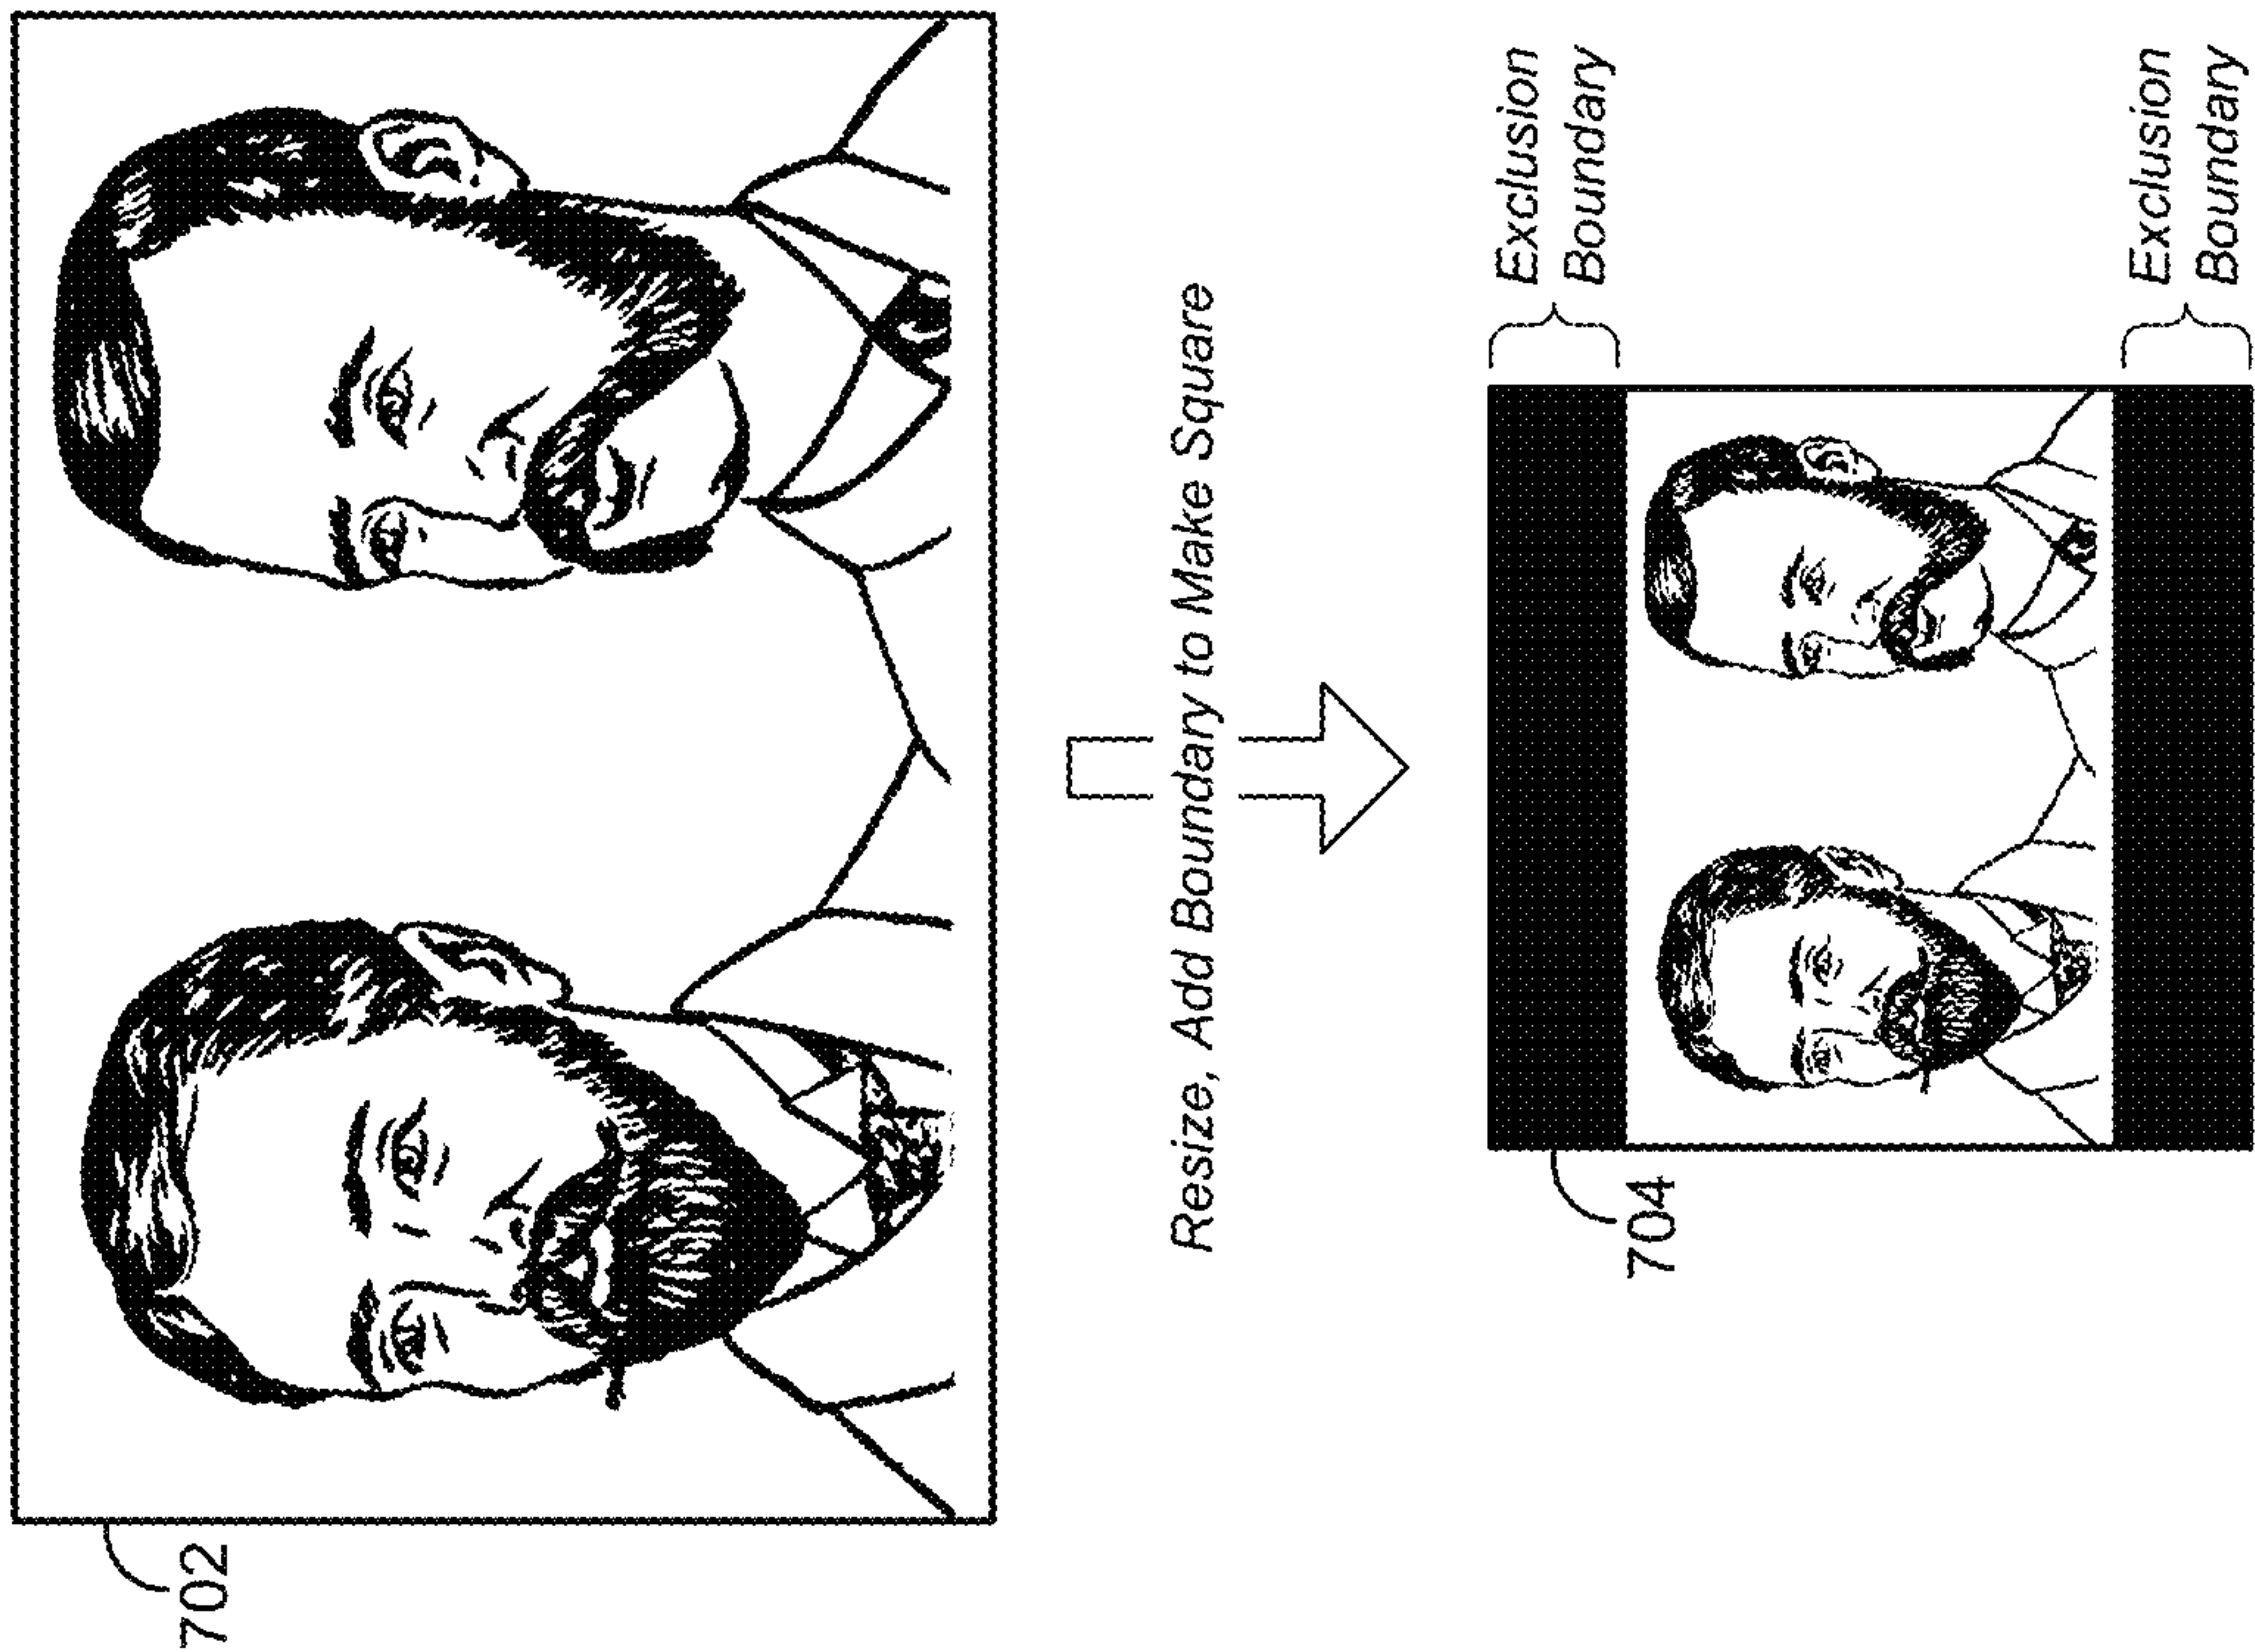 702
Resize, Add Boundary to Make Square
704
Exclusion
Boundary
Exclusion
Boundary